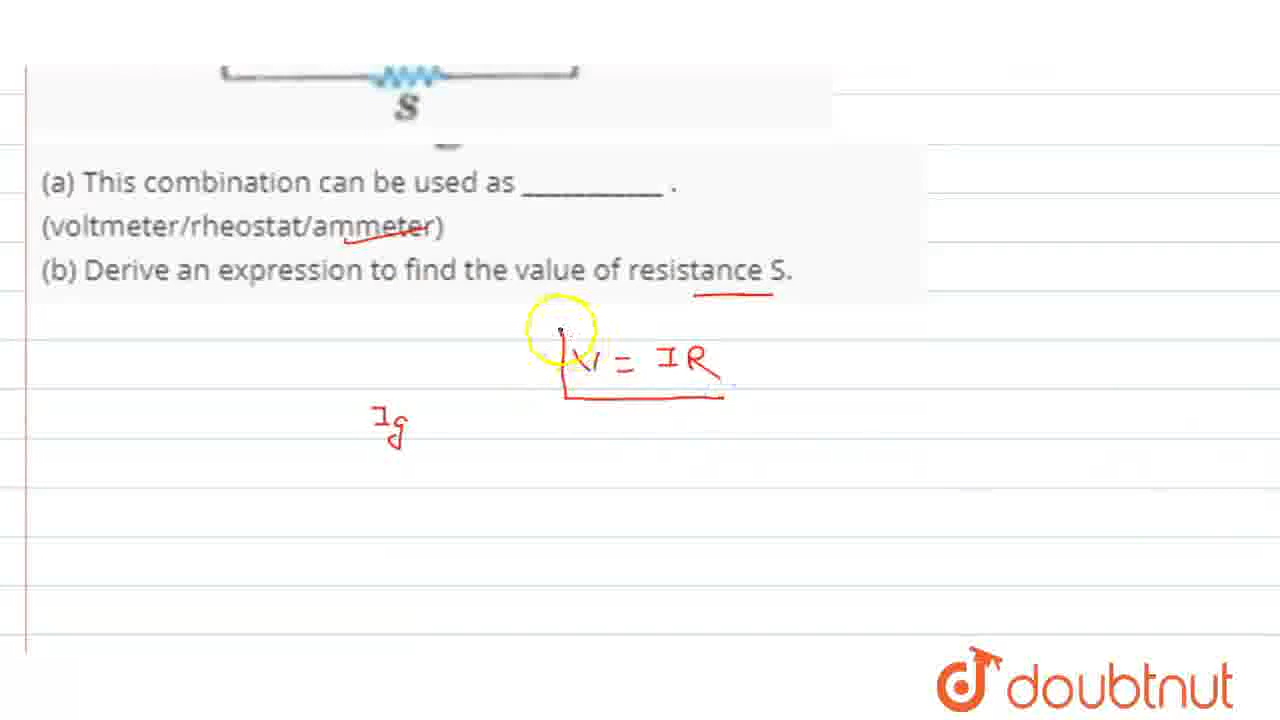 S
(a) This combination can be used as __________ .
(voltmeter/rheostat/ammeter)
(b) Derive an expression to find the value of resistance S.
V = IR
Ig
doubtnut